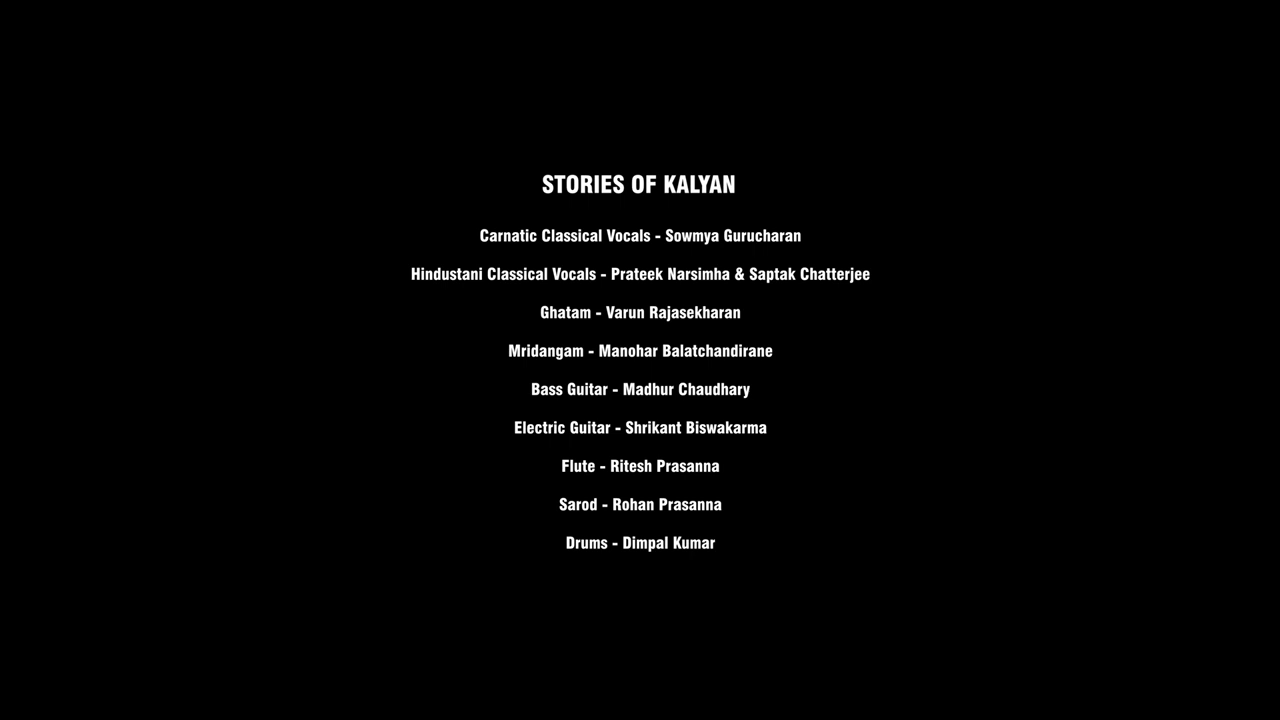 STORIES OF KALYAN
Carnatic Classical Vocals - Sowmya Gurucharan
Hindustani Classical Vocals - Prateek Narsimha & Saptak Chatterjee
Ghatam - Varun Rajasekharan
Mridangam - Manohar Balatchandirane
Bass Guitar - Madhur Chaudhary
Electric Guitar - Shrikant Biswakarma
Flute - Ritesh Prasanna
Sarod - Rohan Prasanna
Drums - Dimpal Kumar